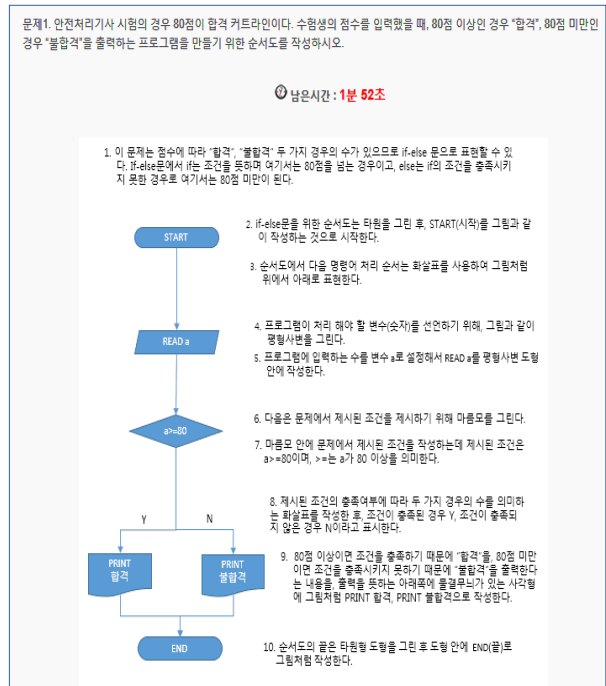 문제1. 안전처리기사 시험의 경우 80점이 합격 커트라인이다. 수험생의 점수를 입력했을 때, 80점 이상인 경우 "합격", 80점 미만인
경우 "불합격"을 출력하는 프로그램을 만들기 위한 순서도를 작성하시오.
남은시간 : 1분 52초
1. 이 문제는 점수에 따라 "합격", "불합격" 두 가지 경우의 수가 있으므로 if-else 문으로 표현할 수 있
다. If-else문에서 if는 조건을 뜻하며 여기서는 80점을 넘는 경우이고, else는 if의 조건을 충족시키
지 못한 경우로 여기서는 80점 미만이 된다.
START
2. if-else문을 위한 순서도는 타원을 그린 후, START(시작)를 그림과 같
이 작성하는 것으로 시작한다.
3. 순서도에서 다음 명령어 처리 순서는 화살표를 사용하여 그림처럼
위에서 아래로 표현한다.
READ a
4. 프로그램이 처리 해야 할 변수(숫자)를 선언하기 위해, 그림과 같이
평형사변을 그린다.
5. 프로그램에 입력하는 수를 변수 a로 설정해서 READ a를 평형사변 도형
안에 작성한다.
a>=80
6. 다음은 문제에서 제시된 조건을 제시하기 위해 마름모를 그린다.
7. 마름모 안에 문제에서 제시된 조건을 작성하는데 제시된 조건은
a>=80이며, >=는 a가 80 이상을 의미한다.
8. 제시된 조건의 충족여부에 따라 두 가지 경우의 수를 의미하
는 화살표를 작성한 후, 조건이 충족된 경우 Y, 조건이 충족되
지 않은 경우 N이라고 표시한다.
Y
N
PRINT
합격
PRINT
불합격
9. 80점 이상이면 조건을 충족하기 때문에 "합격"을, 80점 미만
이면 조건을 충족시키지 못하기 때문에 "불합격"을 출력한다
는 내용을, 출력을 뜻하는 아래쪽에 물결무늬가 있는 사각형
에 그림처럼 PRINT 합격, PRINT 불합격으로 작성한다.
END
10. 순서도의 끝은 타원형 도형을 그린 후 도형 안에 END(끝)로
그림처럼 작성한다.